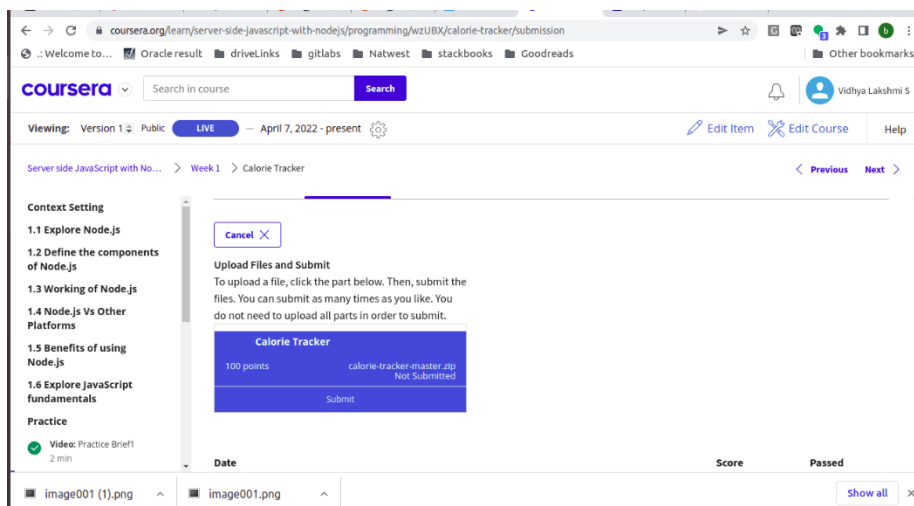 coursera.org/learn/server-side-javascript-with-nodejs/programming/wzUBX/calorie-tracker/submission
.: Welcome to... Oracle result driveLinks gitlabs Natwest stackbooks Goodreads Other bookmarks
coursera Search in course Search Vidhya Lakshmi S
Viewing: Version 1 Public LIVE — April 7, 2022 - present Edit Item Edit Course Help
Server side JavaScript with No... > Week 1 > Calorie Tracker < Previous Next >
Context Setting
1.1 Explore Node.js
1.2 Define the components
of Node.js
1.3 Working of Node.js
1.4 Node.js Vs Other
Platforms
1.5 Benefits of using
Node.js
1.6 Explore JavaScript
fundamentals
Practice
Video: Practice Brief1
2 min
Cancel X
Upload Files and Submit
To upload a file, click the part below. Then, submit the
files. You can submit as many times as you like. You
do not need to upload all parts in order to submit.
Calorie Tracker
100 points calorie-tracker-master.zip
Not Submitted
Submit
Date Score Passed
image001 (1).png image001.png Show all